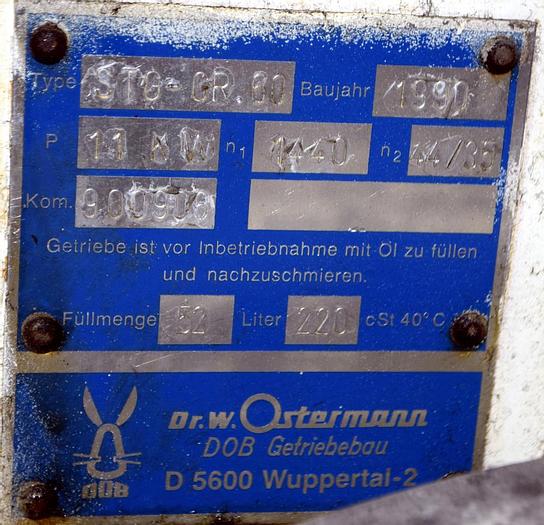 Type STG-GR.60 Baujahr 1990
P 11 KW n1 1440 n2 44/35
Kom. 900906
Getriebe ist vor Inbetriebnahme mit Öl zu füllen
und nachzuschmieren.
Füllmenge 52 Liter 220 cSt 40°C
DOB
Dr.W. Ostermann
DOB Getriebebau
D 5600 Wuppertal-2